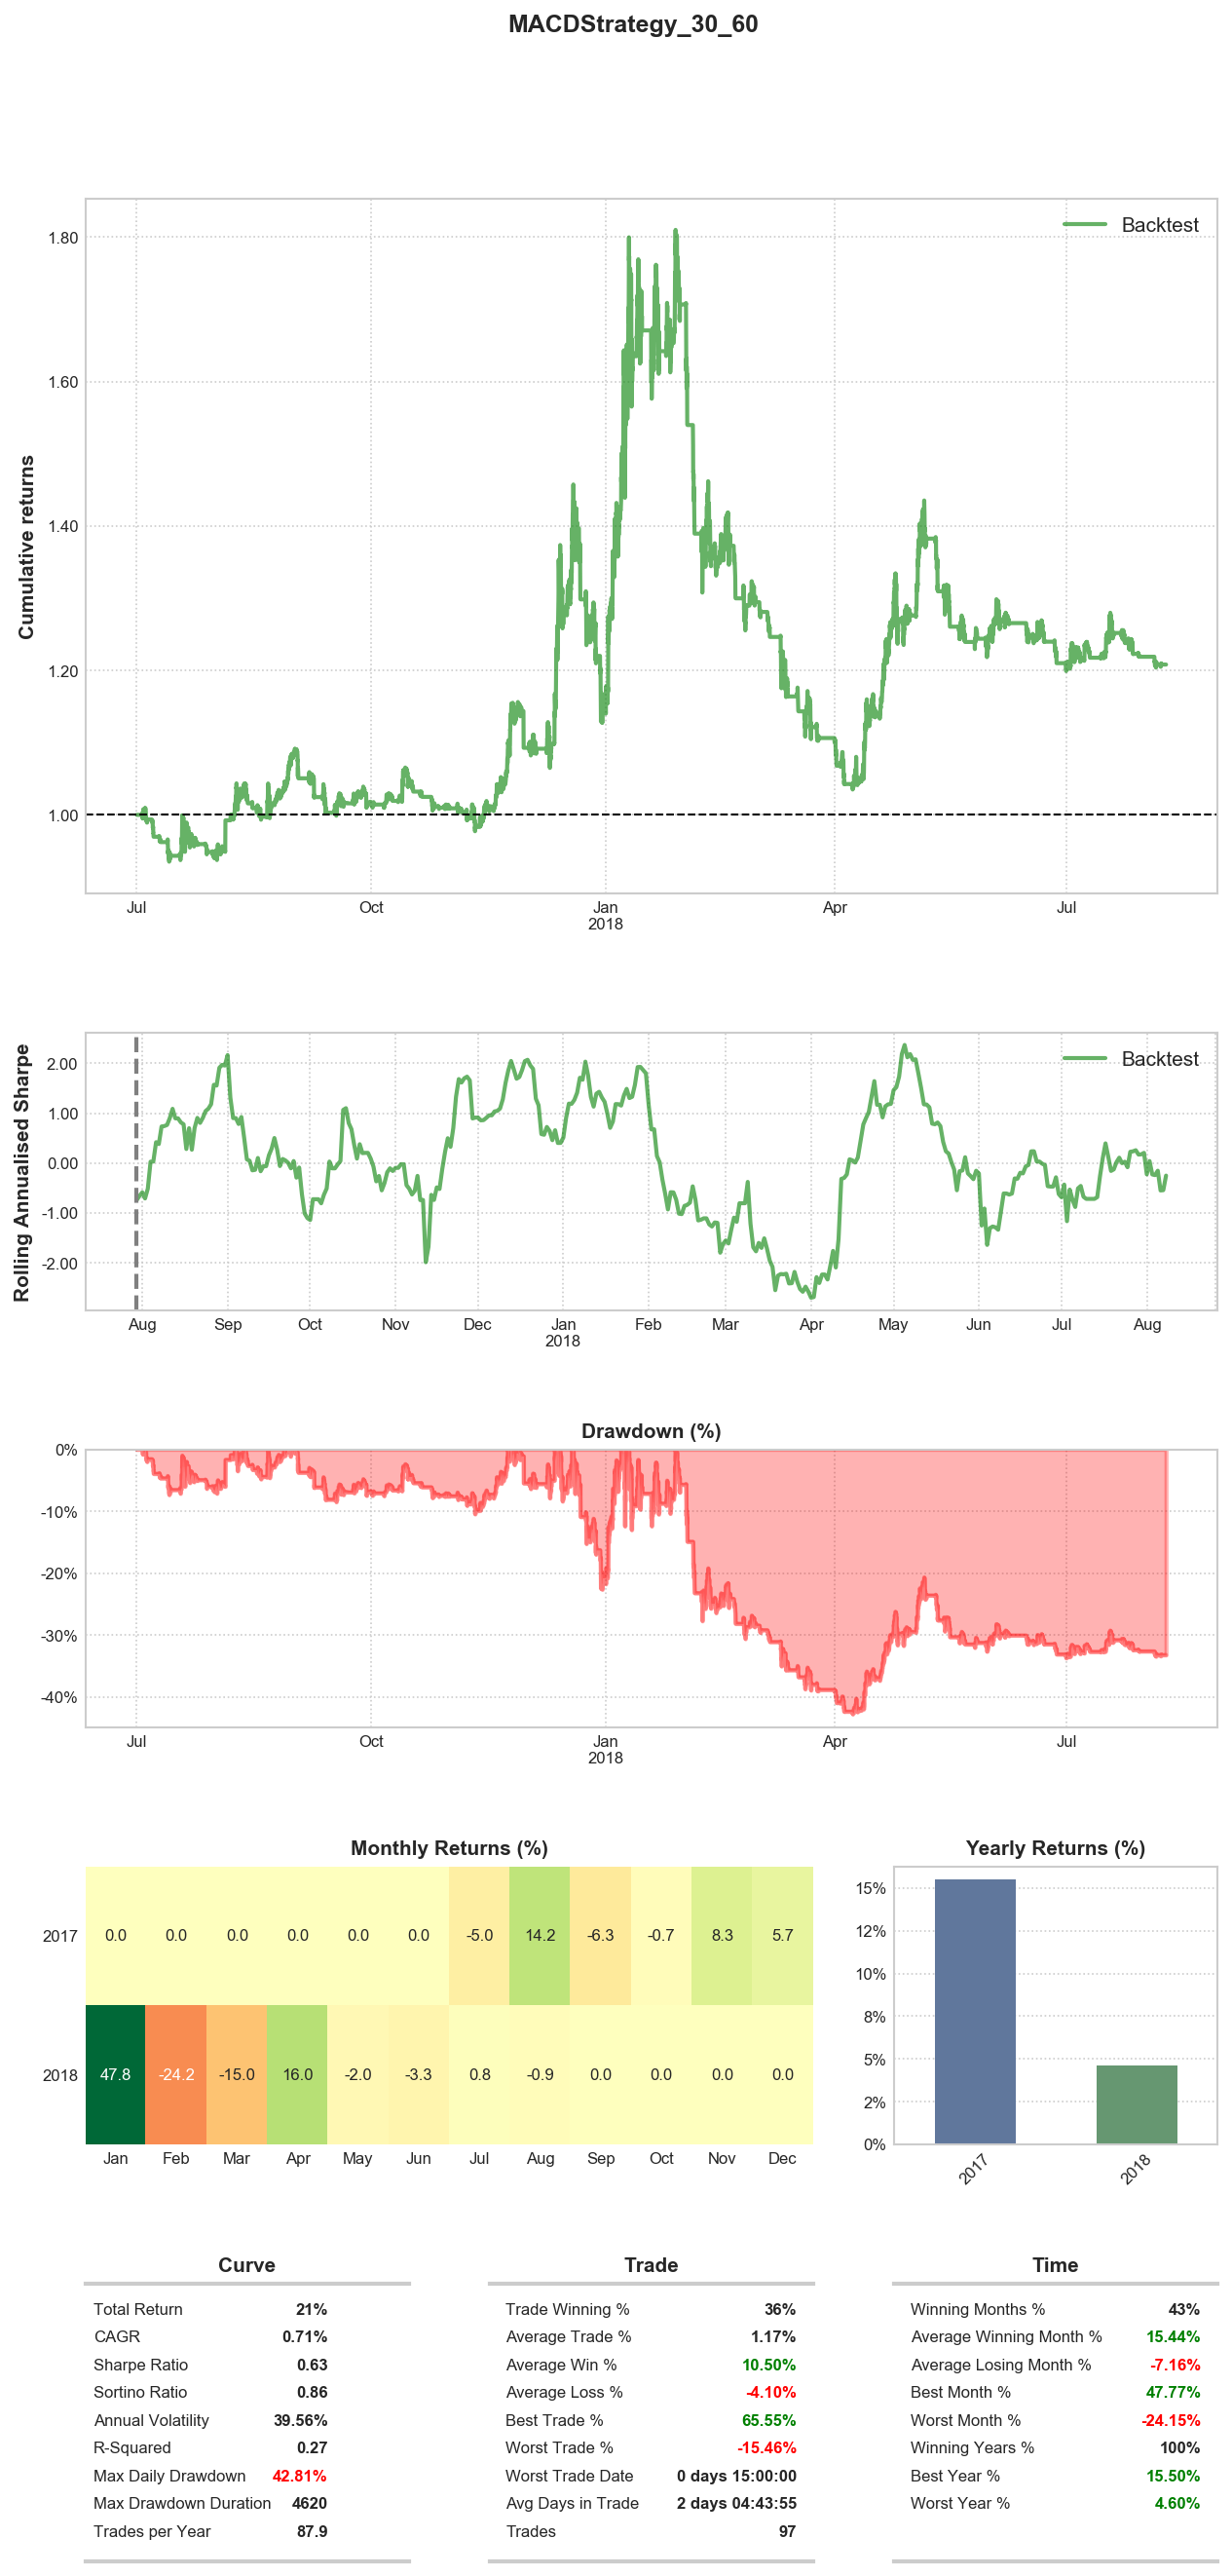 MACDStrategy_30_60
Backtest
1.80
1.60
1.40
1.20
1.00
Cumulative returns
Jul Oct Jan Apr Jul
2018
Backtest
2.00
1.00
0.00
-1.00
-2.00
Rolling Annualised Sharpe
Aug Sep Oct Nov Dec Jan Feb Mar Apr May Jun Jul Aug
2018
Drawdown (%)
0%
-10%
-20%
-30%
-40%
Jul Oct Jan Apr Jul
2018
Monthly Returns (%)
2017 0.0 0.0 0.0 0.0 0.0 0.0 -5.0 14.2 -6.3 -0.7 8.3 5.7
2018 47.8 -24.2 -15.0 16.0 -2.0 -3.3 0.8 -0.9 0.0 0.0 0.0 0.0
Jan Feb Mar Apr May Jun Jul Aug Sep Oct Nov Dec
Yearly Returns (%)
15%
12%
10%
8%
5%
2%
0%
2017 2018
Curve
Total Return 21%
CAGR 0.71%
Sharpe Ratio 0.63
Sortino Ratio 0.86
Annual Volatility 39.56%
R-Squared 0.27
Max Daily Drawdown 42.81%
Max Drawdown Duration 4620
Trades per Year 87.9
Trade
Trade Winning % 36%
Average Trade % 1.17%
Average Win % 10.50%
Average Loss % -4.10%
Best Trade % 65.55%
Worst Trade % -15.46%
Worst Trade Date 0 days 15:00:00
Avg Days in Trade 2 days 04:43:55
Trades 97
Time
Winning Months % 43%
Average Winning Month % 15.44%
Average Losing Month % -7.16%
Best Month % 47.77%
Worst Month % -24.15%
Winning Years % 100%
Best Year % 15.50%
Worst Year % 4.60%